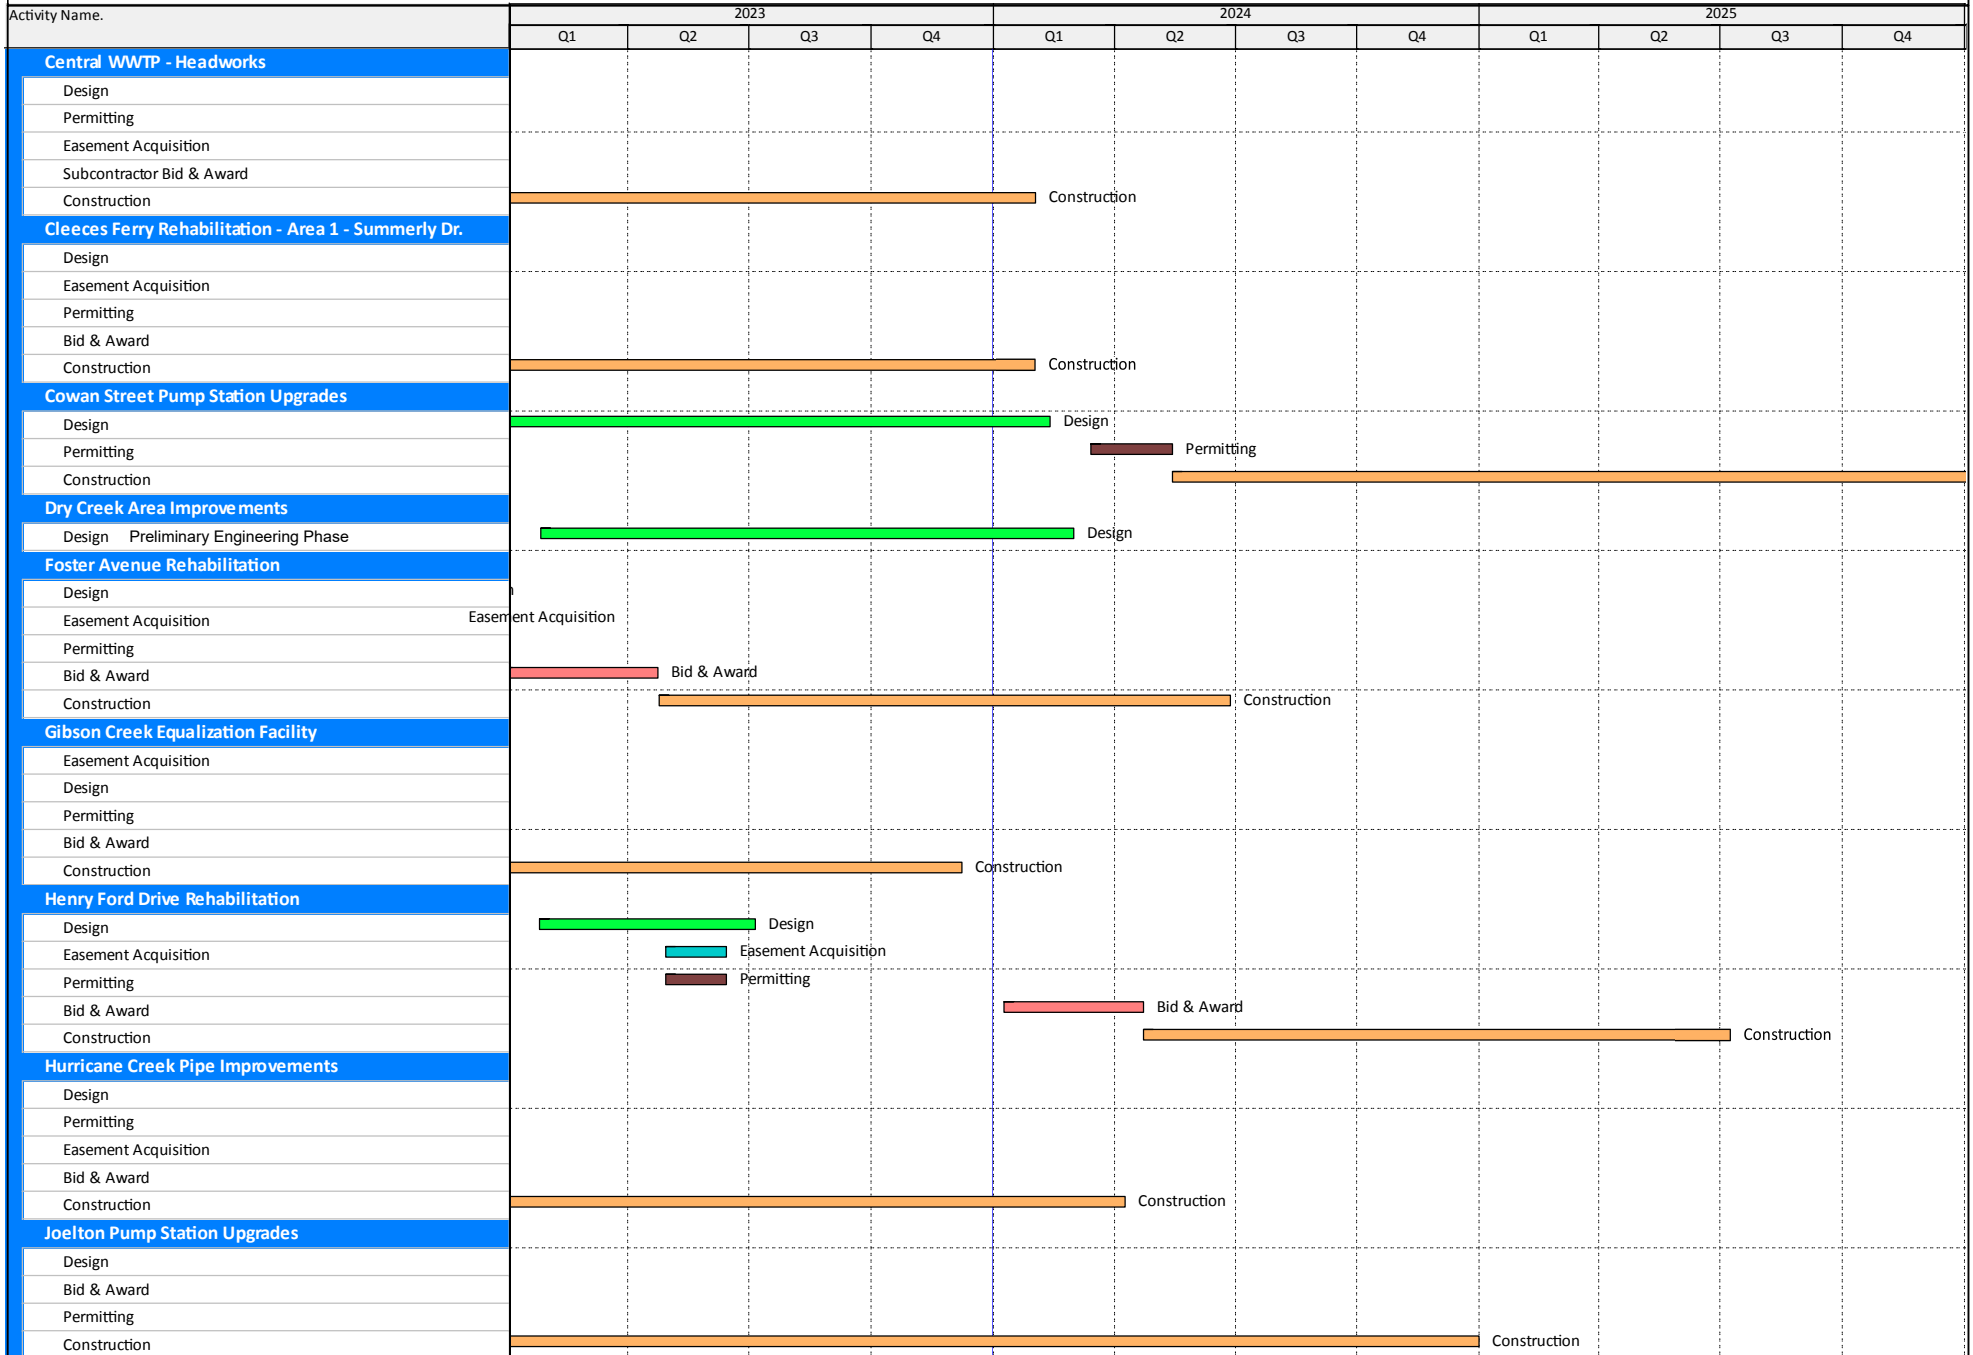 Activity Name.
2023 2024 2025
Q1 Q2 Q3 Q4 Q1 Q2 Q3 Q4 Q1 Q2 Q3 Q4
Central WWTP - Headworks
Design
Permitting
Easement Acquisition
Subcontractor Bid & Award
Construction Construction
Cleeces Ferry Rehabilitation - Area 1 - Summerly Dr.
Design
Easement Acquisition
Permitting
Bid & Award
Construction Construction
Cowan Street Pump Station Upgrades
Design Design
Permitting Permitting
Construction
Dry Creek Area Improvements
Design Preliminary Engineering Phase Design
Foster Avenue Rehabilitation
Design
Easement Acquisition Easement Acquisition
Permitting
Bid & Award Bid & Award
Construction Construction
Gibson Creek Equalization Facility
Easement Acquisition
Design
Permitting
Bid & Award
Construction Construction
Henry Ford Drive Rehabilitation
Design Design
Easement Acquisition Easement Acquisition
Permitting Permitting
Bid & Award Bid & Award
Construction Construction
Hurricane Creek Pipe Improvements
Design
Permitting
Easement Acquisition
Bid & Award
Construction Construction
Joelton Pump Station Upgrades
Design
Bid & Award
Permitting
Construction Construction